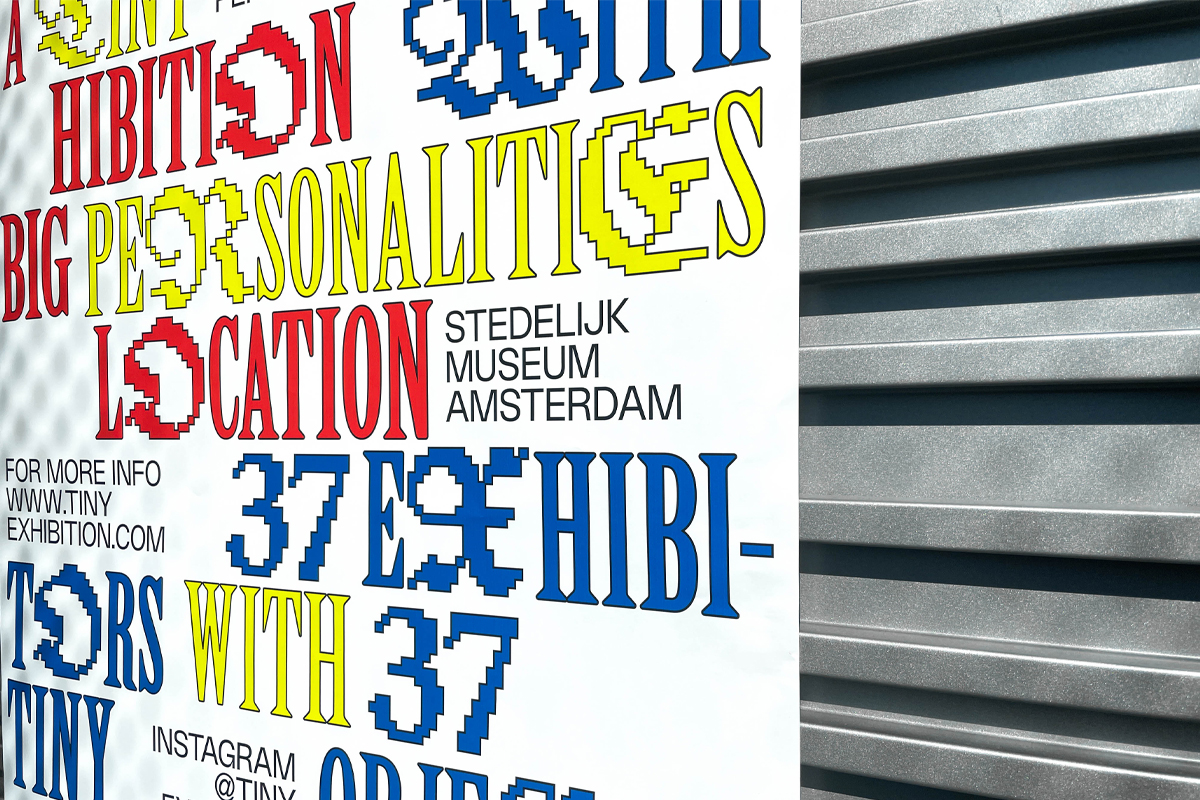 A TINY
HIBITION WITH
BIG PERSONALITIES
LOCATION
STEDELIJK
MUSEUM
AMSTERDAM
FOR MORE INFO
WWW.TINY
EXHIBITION.COM
37 EXHIBI-
TORS WITH 37
TINY
INSTAGRAM
@TINY